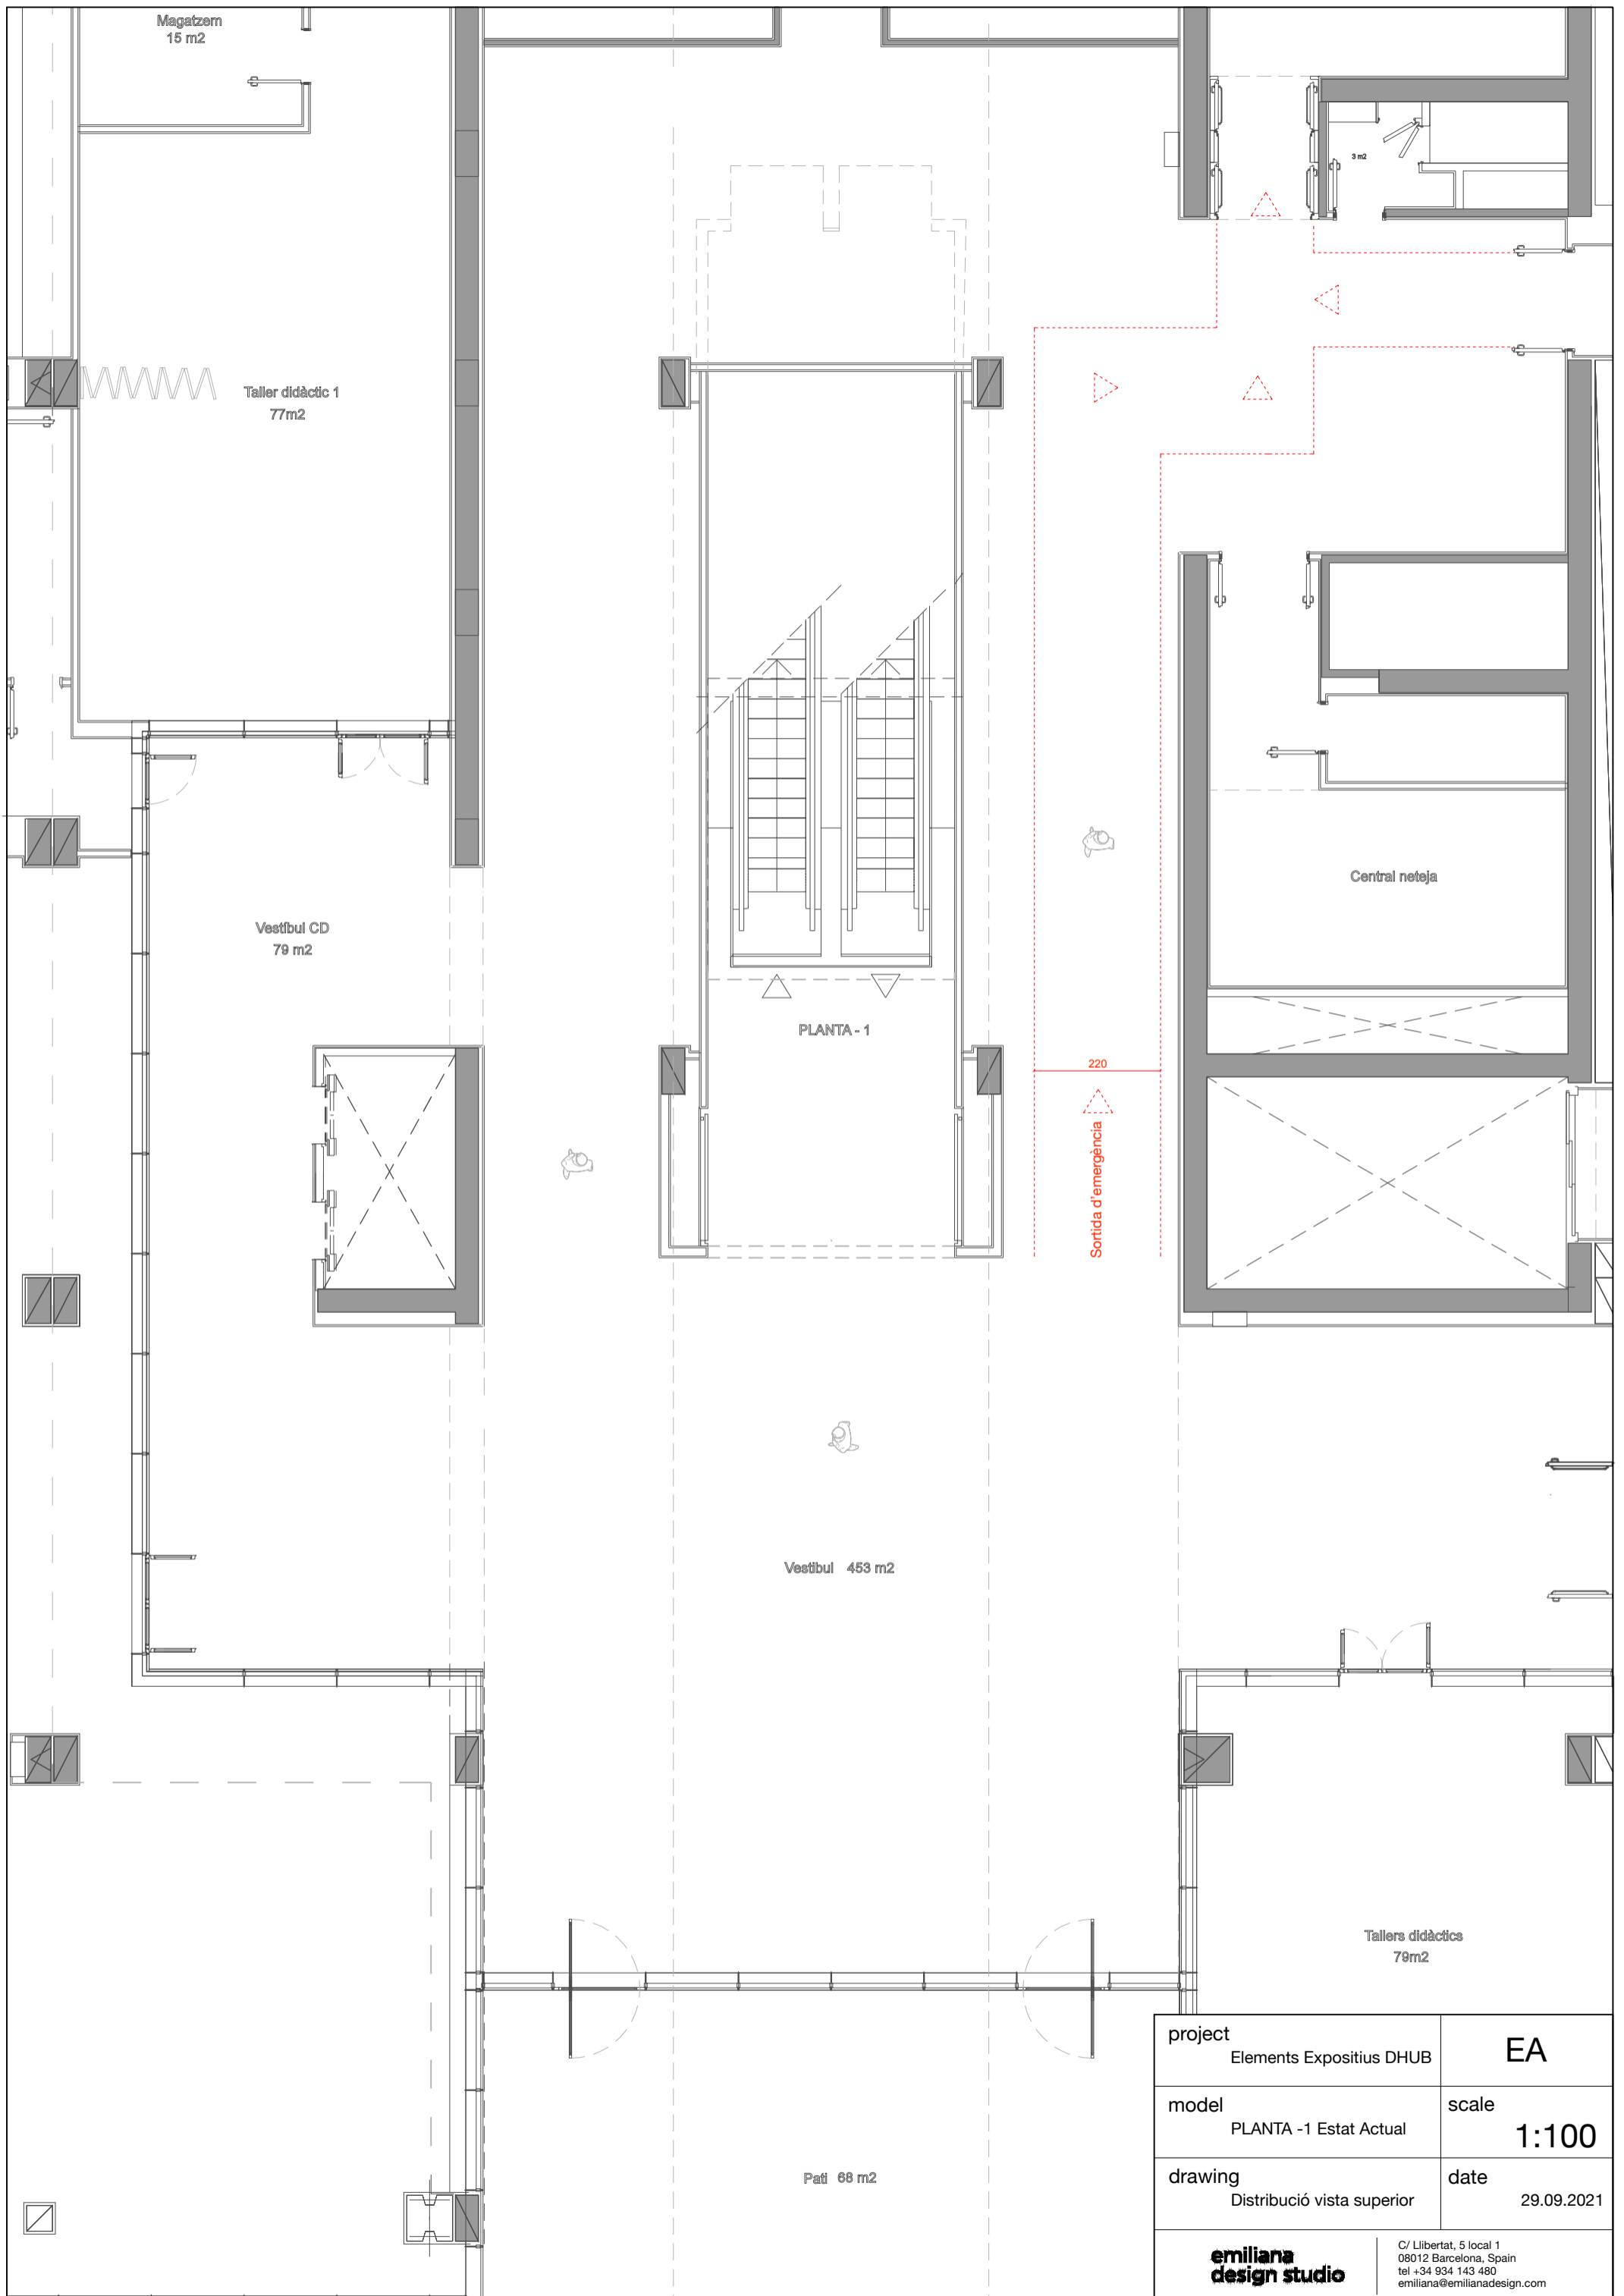 Magatzem
15 m2
3 m2
Taller didàctic 1
77m2
Central neteja
Vestíbul CD
79 m2
PLANTA - 1
220
Sortida d'emergència
Vestíbul 453 m2
Tallers didàctics
79m2
Pati 68 m2
project
Elements Expositius DHUB
EA
model
PLANTA -1 Estat Actual
scale
1:100
drawing
Distribució vista superior
date
29.09.2021
emiliana
design studio
C/ Llibertat, 5 local 1
08012 Barcelona, Spain
tel +34 934 143 480
emiliana@emilianadesign.com